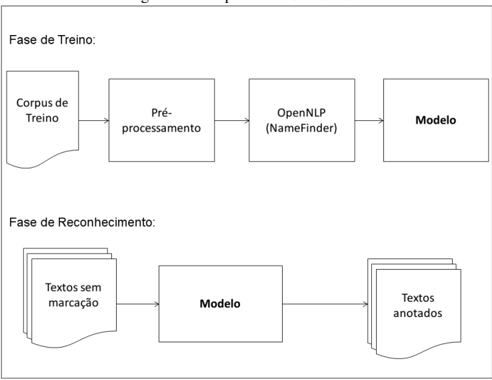 Fase de Treino:
Corpus de
Treino
Pré-
processamento
OpenNLP
(NameFinder)
Modelo
Fase de Reconhecimento:
Textos sem
marcação
Modelo
Textos
anotados